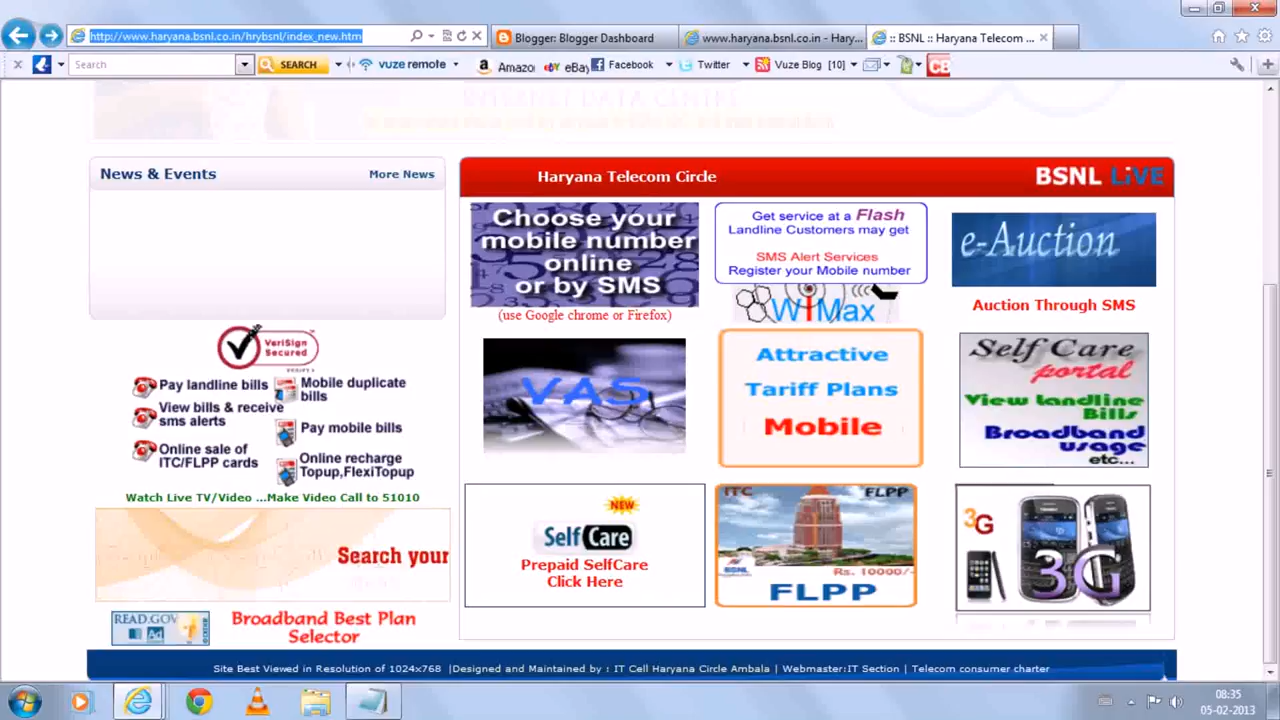 http://www.haryana.bsnl.co.in/hrybsnl/index_new.htm
Blogger: Blogger Dashboard
www.haryana.bsnl.co.in - Hary...
:: BSNL :: Haryana Telecom ...
Search
SEARCH
vuze remote
Amazo
eBay
Facebook
Twitter
Vuze Blog [10]
CB
INTERNET DATA CENTRE
News & Events
More News
Haryana Telecom Circle
BSNL LiVE
Choose your
mobile number
online
or by SMS
(use Google chrome or Firefox)
Get service at a Flash
Landline Customers may get
SMS Alert Services
Register your Mobile number
WiMax
e-Auction
Auction Through SMS
VeriSign
Secured
Pay landline bills
Mobile duplicate
bills
View bills & receive
sms alerts
Pay mobile bills
Online sale of
ITC/FLPP cards
Online recharge
Topup,FlexiTopup
Watch Live TV/Video ...Make Video Call to 51010
VAS
Attractive
Tariff Plans
Mobile
Self Care
portal
View landline
Bills
Broadband
usage
etc...
Search your
NEW
Self Care
Prepaid SelfCare
Click Here
ITC
FLPP
BSNL
Rs. 10000/-
FLPP
3G
3G
READ.GOV
Ad
Broadband Best Plan
Selector
Site Best Viewed in Resolution of 1024x768 |Designed and Maintained by : IT Cell Haryana Circle Ambala | Webmaster:IT Section | Telecom consumer charter
08:35
05-02-2013